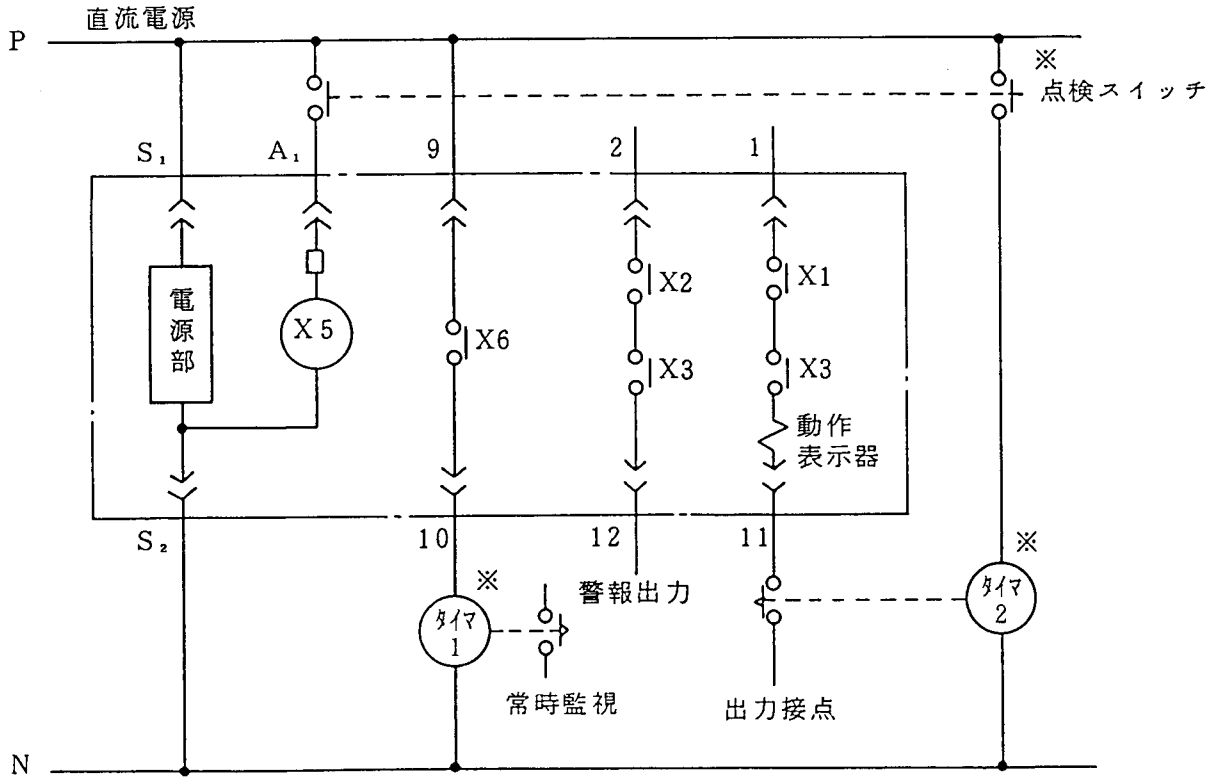 直流電源
P
※
点検スイッチ
S₁
A₁
9
2
1
電源部
X5
X6
X2
X3
X1
X3
動作
表示器
S₂
10
12
11
※
※
警報出力
タイマ
1
タイマ
2
常時監視
出力接点
N